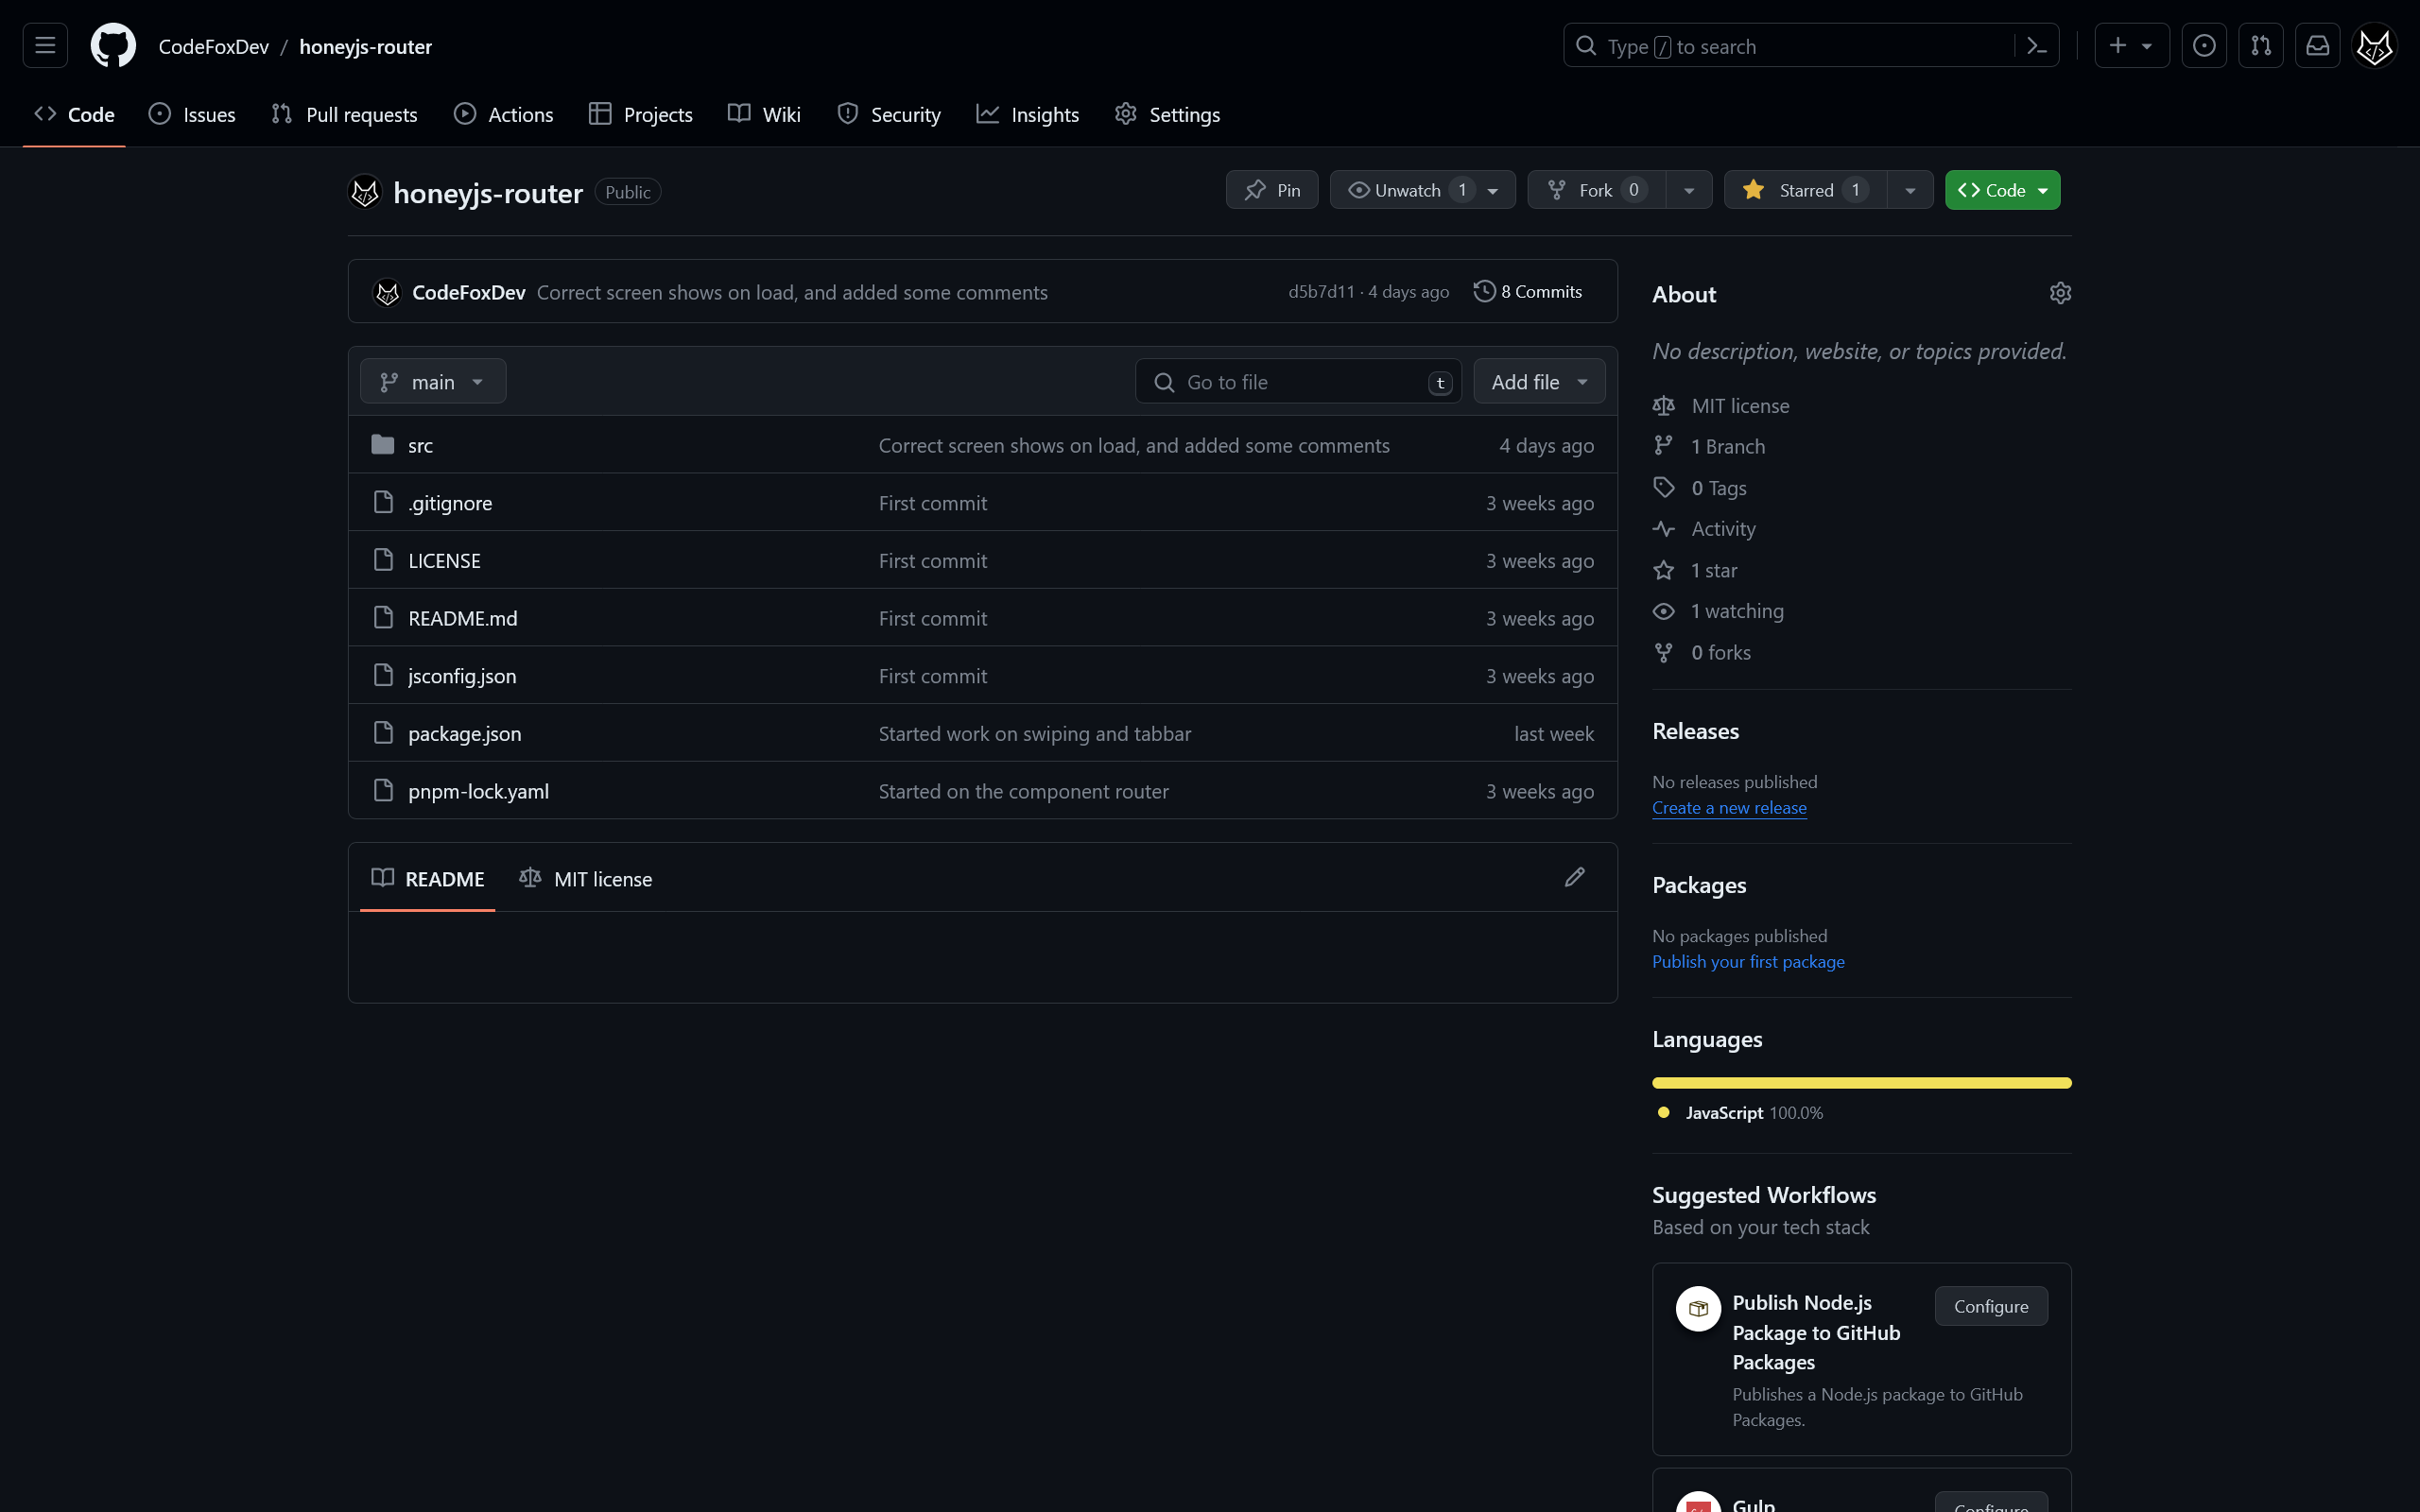 CodeFoxDev / honeyjs-router
Type / to search
Code Issues Pull requests Actions Projects Wiki Security Insights Settings
honeyjs-router Public
Pin Unwatch 1 Fork 0 Starred 1 Code
CodeFoxDev Correct screen shows on load, and added some comments d5b7d11 · 4 days ago 8 Commits
main Go to file t Add file
src Correct screen shows on load, and added some comments 4 days ago
.gitignore First commit 3 weeks ago
LICENSE First commit 3 weeks ago
README.md First commit 3 weeks ago
jsconfig.json First commit 3 weeks ago
package.json Started work on swiping and tabbar last week
pnpm-lock.yaml Started on the component router 3 weeks ago
README MIT license
About
No description, website, or topics provided.
MIT license
1 Branch
0 Tags
Activity
1 star
1 watching
0 forks
Releases
No releases published
Create a new release
Packages
No packages published
Publish your first package
Languages
JavaScript 100.0%
Suggested Workflows
Based on your tech stack
Publish Node.js
Package to GitHub
Packages
Configure
Publishes a Node.js package to GitHub
Packages.
Gulp
Configure